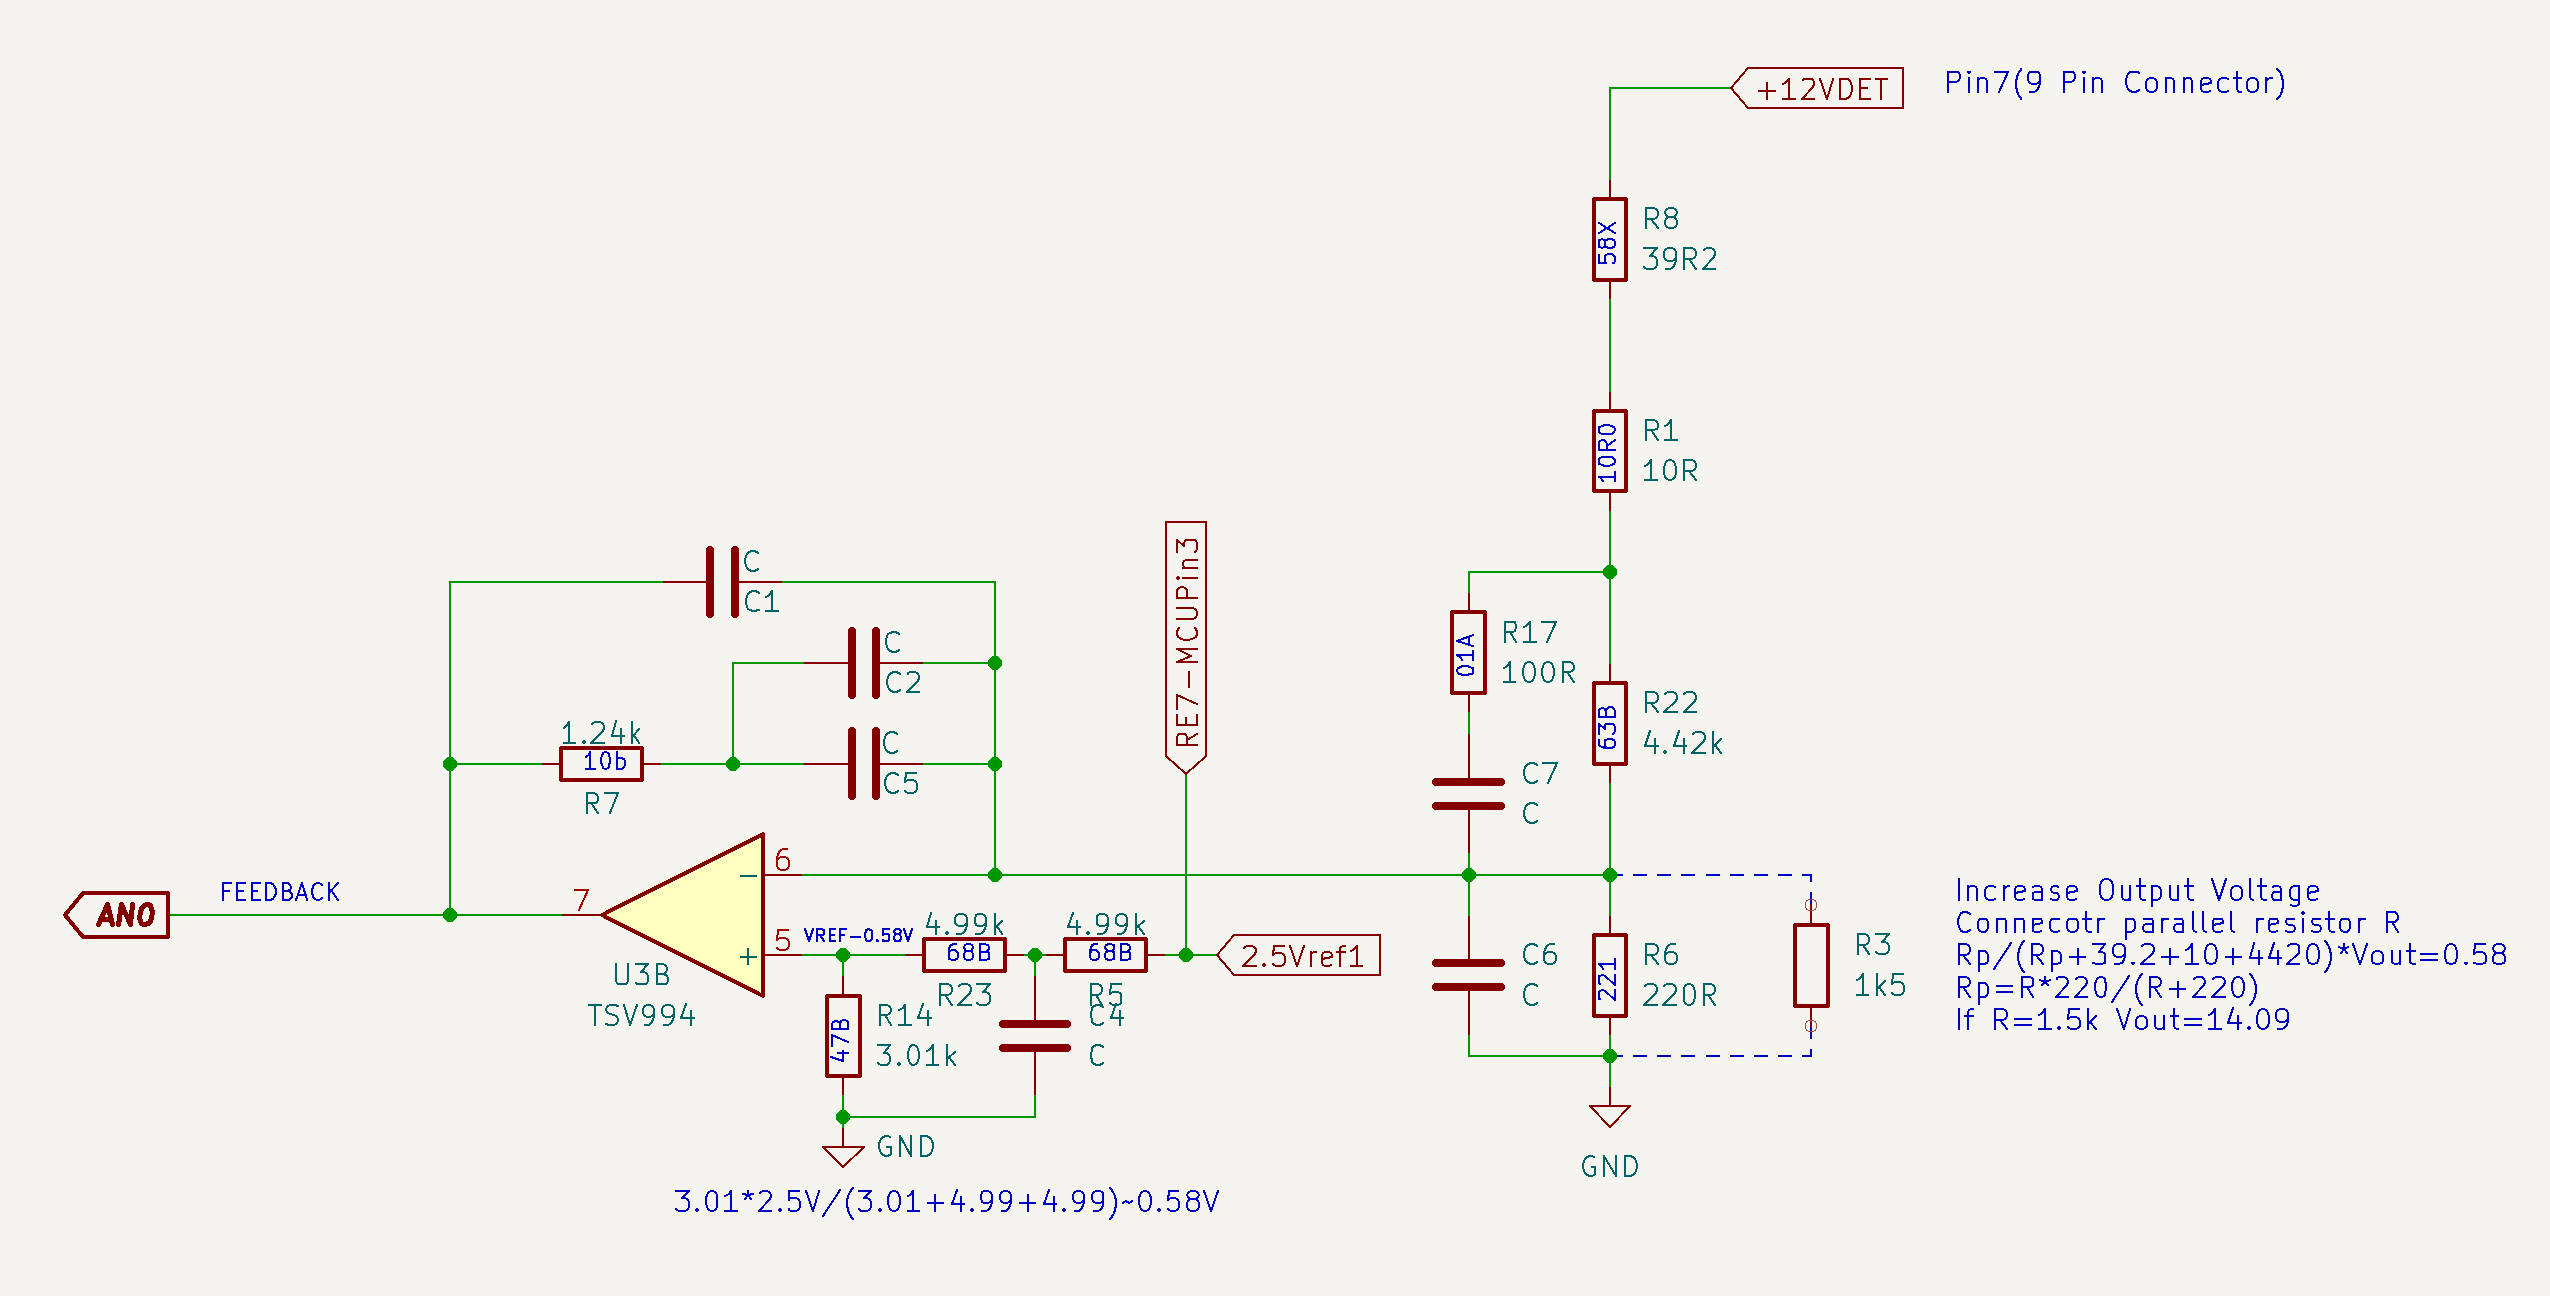 +12VDET
Pin7(9 Pin Connector)
58X
R8
39R2
10R0
R1
10R
RE7-MCUPin3
C
C1
C
C2
01A
R17
100R
63B
R22
4.42k
1.24k
10b
R7
C
C5
C7
C
6
-
7
FEEDBACK
ANO
5
+
VREF-0.58V
4.99k
68B
R23
4.99k
68B
R5
2.5Vref1
U3B
TSV994
47B
R14
3.01k
C4
C
GND
C6
C
221
R6
220R
R3
1k5
Increase Output Voltage
Connecotr parallel resistor R
Rp/(Rp+39.2+10+4420)*Vout=0.58
Rp=R*220/(R+220)
If R=1.5k Vout=14.09
GND
3.01*2.5V/(3.01+4.99+4.99)~0.58V